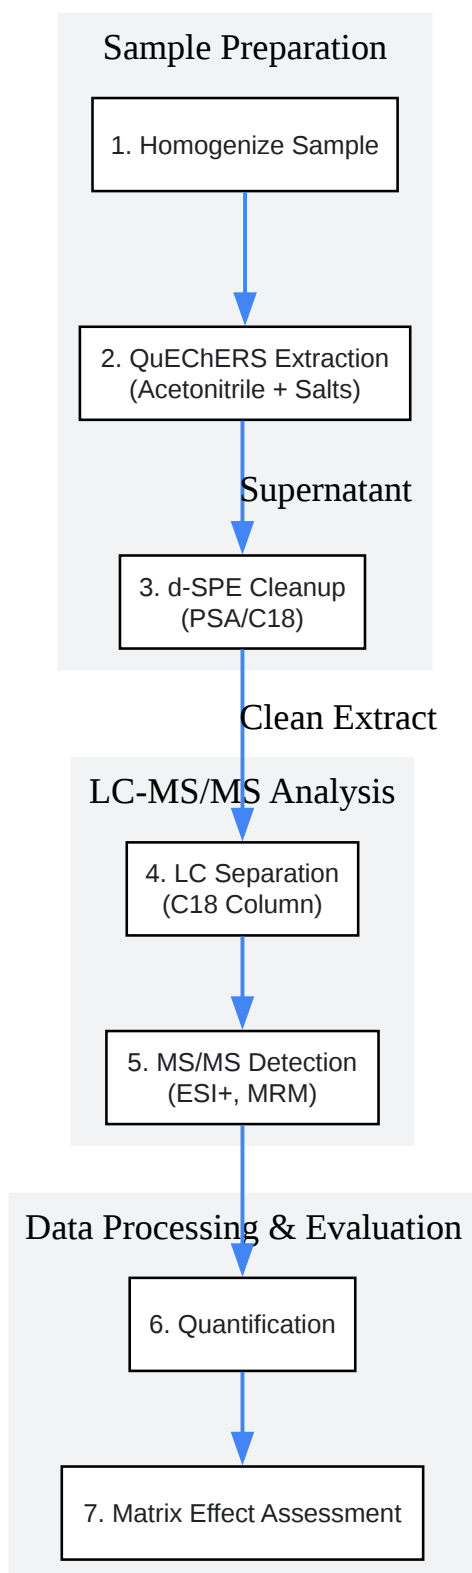 Sample Preparation
1. Homogenize Sample
2. QuEChERS Extraction
(Acetonitrile + Salts)
Supernatant
3. d-SPE Cleanup
(PSA/C18)
Clean Extract
LC-MS/MS Analysis
4. LC Separation
(C18 Column)
5. MS/MS Detection
(ESI+, MRM)
Data Processing & Evaluation
6. Quantification
7. Matrix Effect Assessment